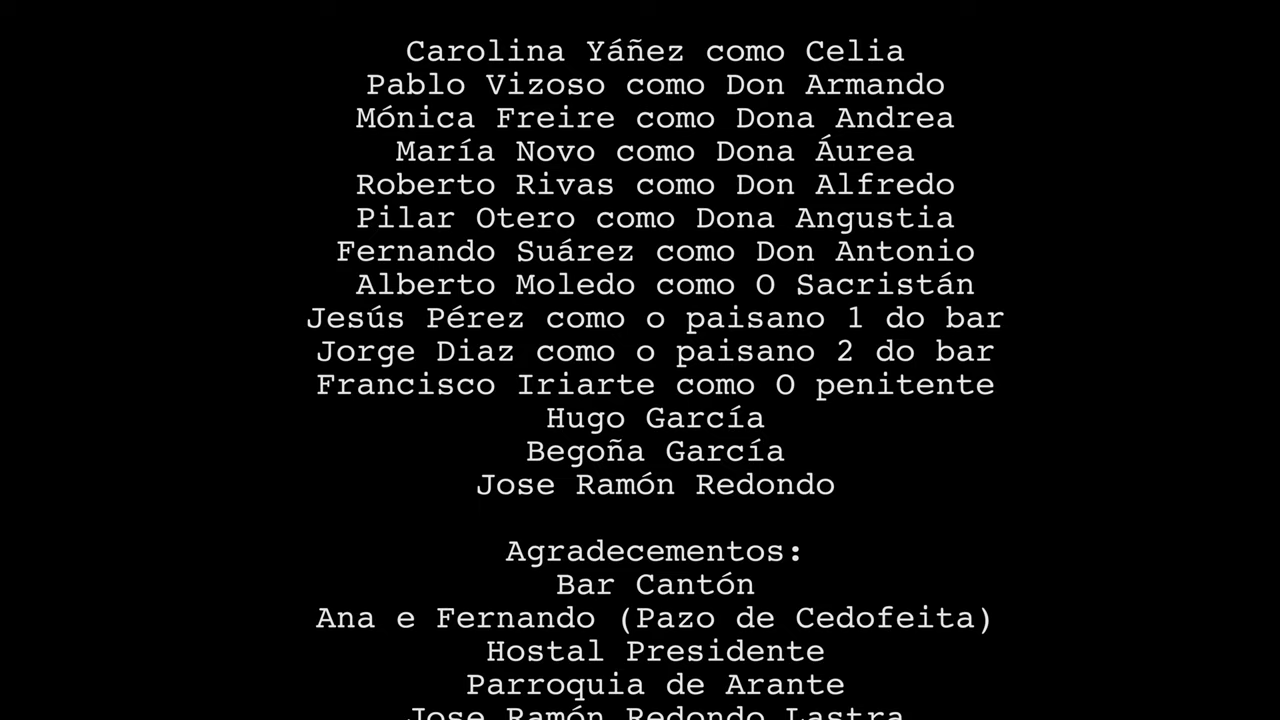 Carolina Yáñez como Celia
Pablo Vizoso como Don Armando
Mónica Freire como Dona Andrea
María Novo como Dona Áurea
Roberto Rivas como Don Alfredo
Pilar Otero como Dona Angustia
Fernando Suárez como Don Antonio
Alberto Moledo como O Sacristán
Jesús Pérez como o paisano 1 do bar
Jorge Diaz como o paisano 2 do bar
Francisco Iriarte como O penitente
Hugo García
Begoña García
Jose Ramón Redondo
Agradecementos:
Bar Cantón
Ana e Fernando (Pazo de Cedofeita)
Hostal Presidente
Parroquia de Arante
Jose Ramón Redondo Lastra